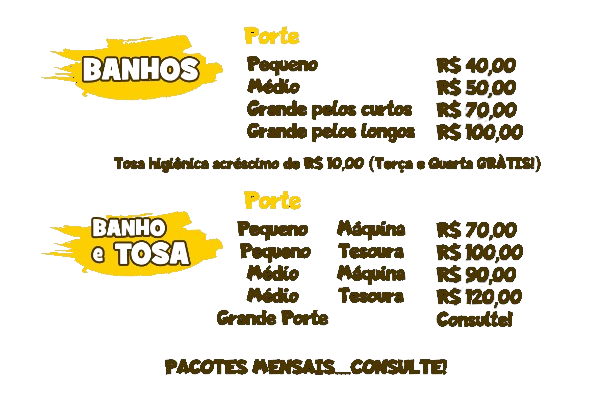 BANHOS
Porte
Pequeno R$ 40,00
Médio R$ 50,00
Grande pelos curtos R$ 70,00
Grande pelos longos R$ 100,00
Tosa higiênica acréscimo de R$ 10,00 (Terça e Quarta GRÁTIS!)
BANHO e TOSA
Porte
Pequeno Máquina R$ 70,00
Pequeno Tesoura R$ 100,00
Médio Máquina R$ 90,00
Médio Tesoura R$ 120,00
Grande Porte Consulte!
PACOTES MENSAIS....CONSULTE!